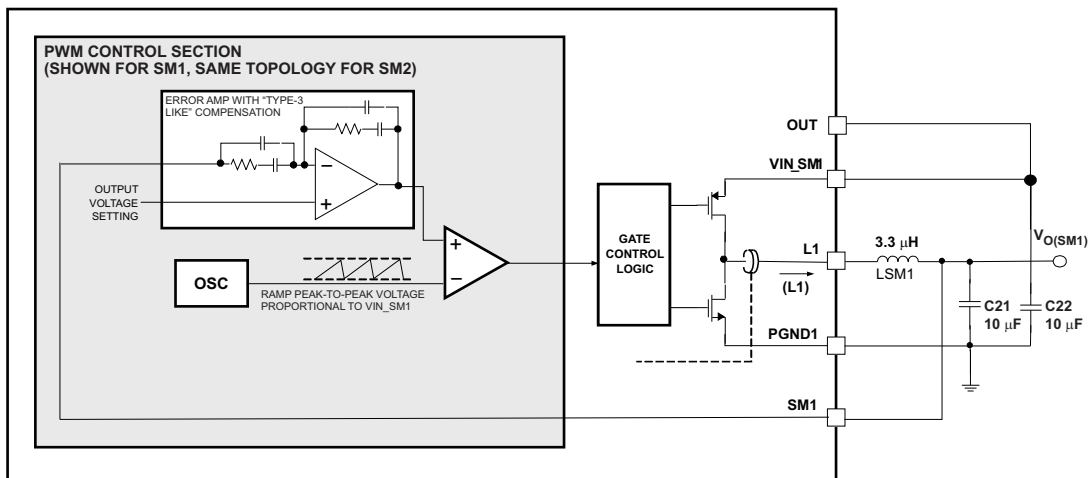 PWM CONTROL SECTION
(SHOWN FOR SM1, SAME TOPOLOGY FOR SM2)
ERROR AMP WITH “TYPE-3
LIKE” COMPENSATION
OUTPUT
VOLTAGE
SETTING
−
+
+
−
OSC
RAMP PEAK-TO-PEAK VOLTAGE
PROPORTIONAL TO VIN_SM1
GATE
CONTROL
LOGIC
OUT
VIN_SM1
L1
(L1)
PGND1
SM1
3.3 μH
LSM1
VO(SM1)
C21
10 μF
C22
10 μF